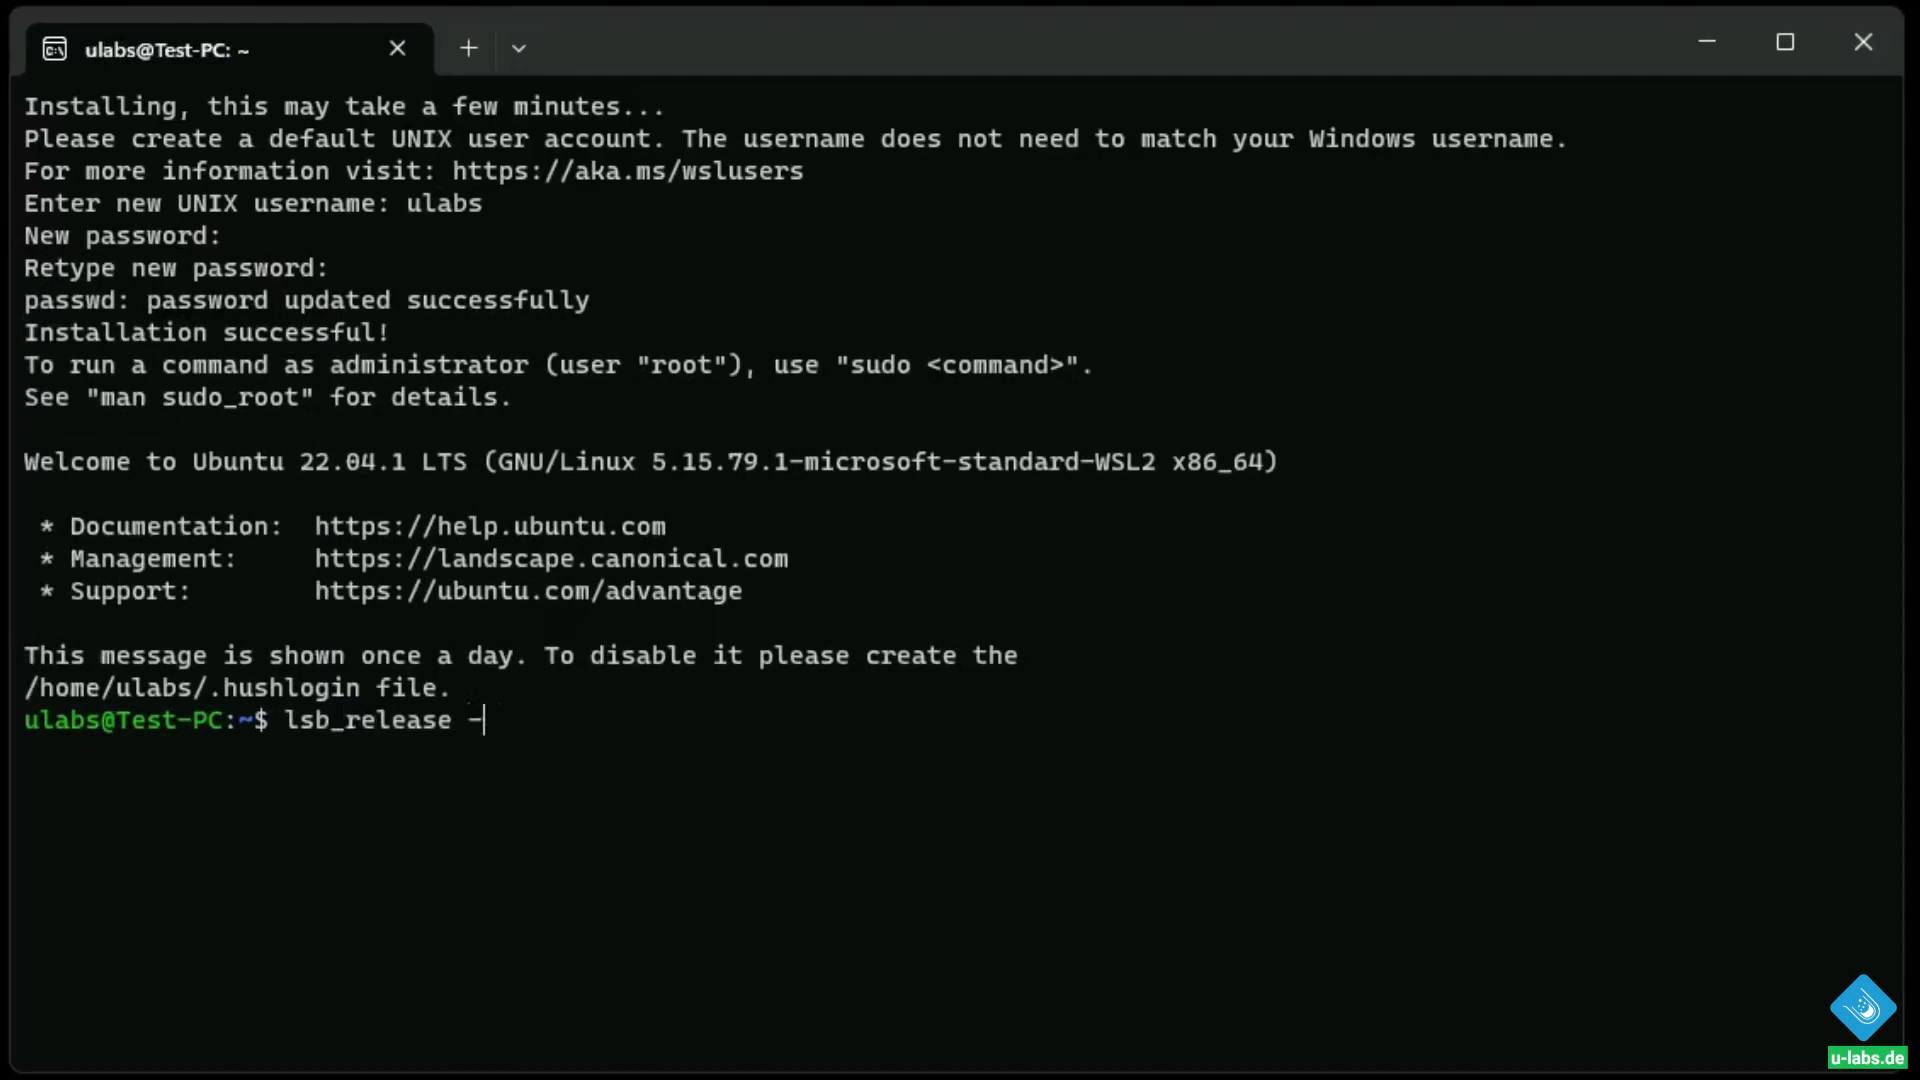 ulabs@Test-PC: ~
Installing, this may take a few minutes...
Please create a default UNIX user account. The username does not need to match your Windows username.
For more information visit: https://aka.ms/wslusers
Enter new UNIX username: ulabs
New password:
Retype new password:
passwd: password updated successfully
Installation successful!
To run a command as administrator (user "root"), use "sudo <command>".
See "man sudo_root" for details.
Welcome to Ubuntu 22.04.1 LTS (GNU/Linux 5.15.79.1-microsoft-standard-WSL2 x86_64)
* Documentation:  https://help.ubuntu.com
* Management:     https://landscape.canonical.com
* Support:        https://ubuntu.com/advantage
This message is shown once a day. To disable it please create the
/home/ulabs/.hushlogin file.
ulabs@Test-PC:~$ lsb_release -
u-labs.de